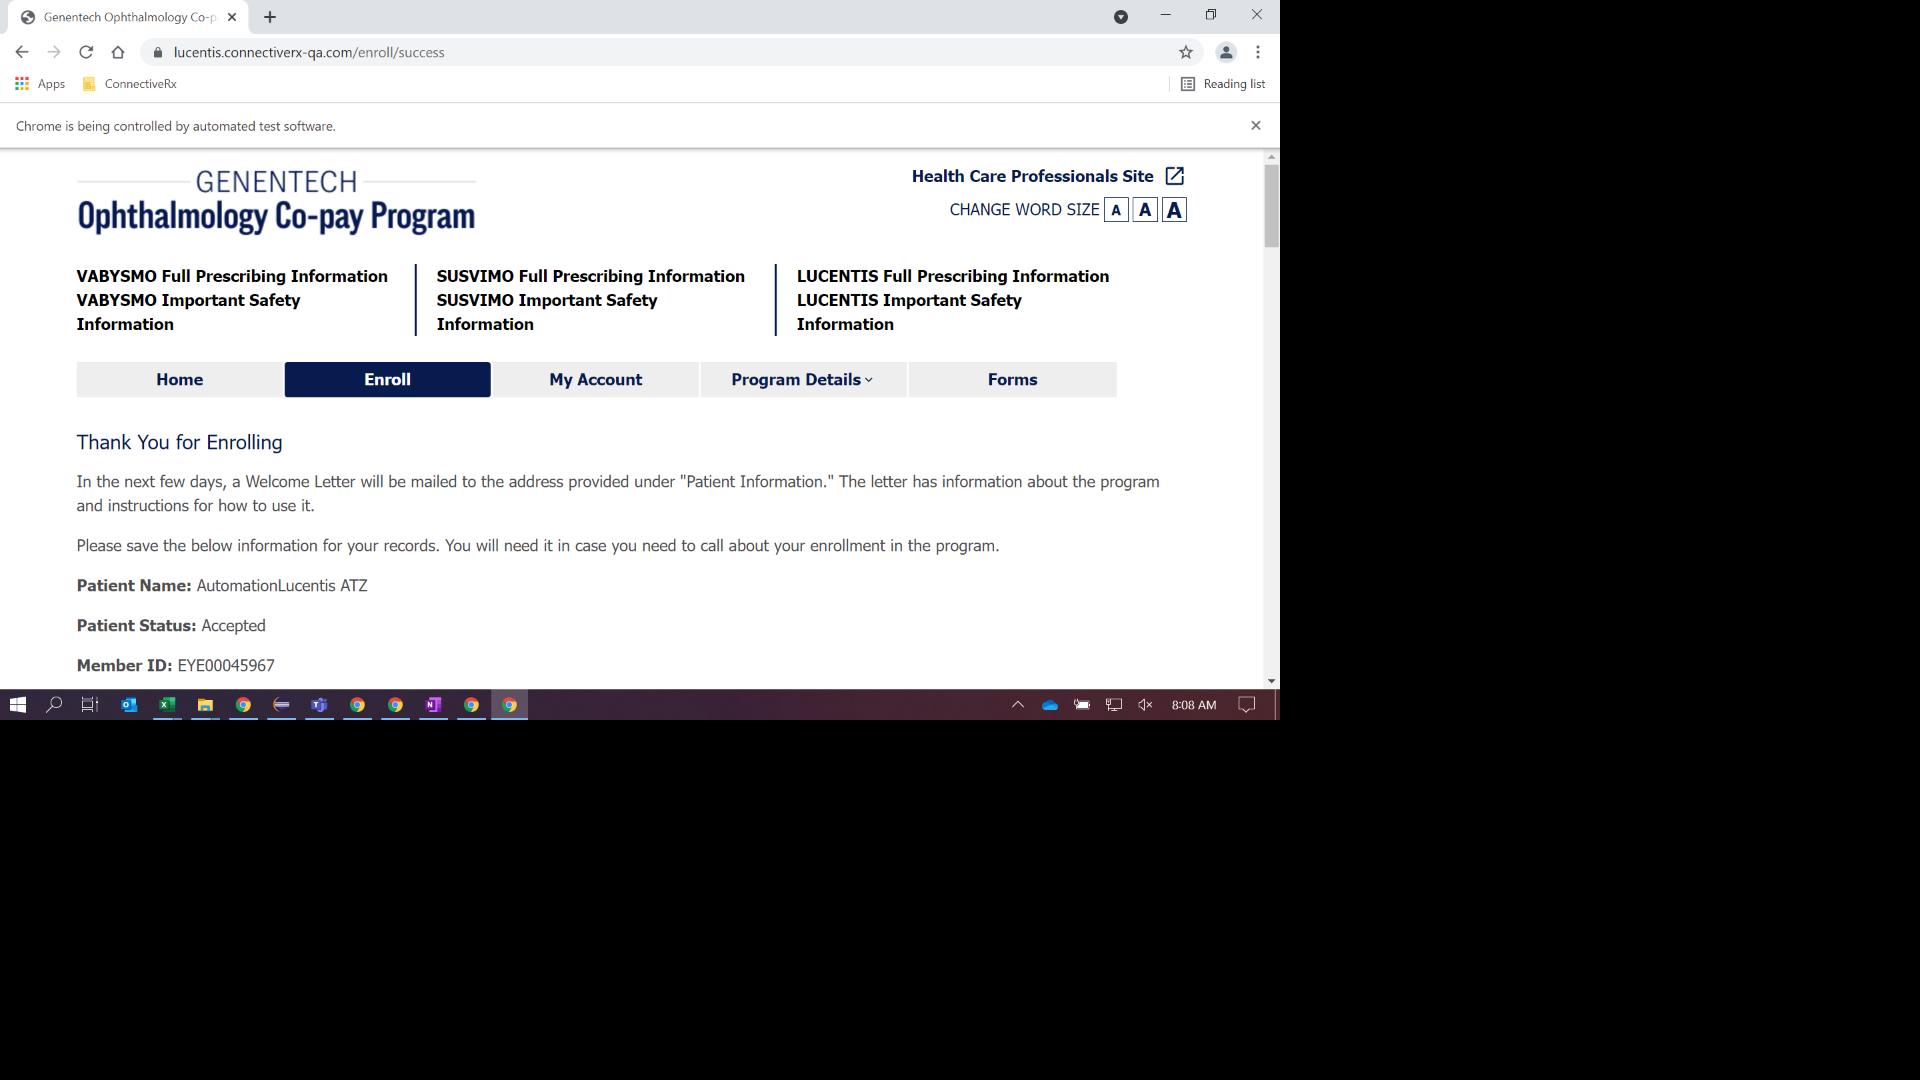 Genentech Ophthalmology Co-p
lucentis.connectiverx-qa.com/enroll/success
Apps
ConnectiveRx
Reading list
Chrome is being controlled by automated test software.
GENENTECH
Ophthalmology Co-pay Program
Health Care Professionals Site
CHANGE WORD SIZE A A A
VABYSMO Full Prescribing Information
VABYSMO Important Safety
Information
SUSVIMO Full Prescribing Information
SUSVIMO Important Safety
Information
LUCENTIS Full Prescribing Information
LUCENTIS Important Safety
Information
Home Enroll My Account Program Details Forms
Thank You for Enrolling
In the next few days, a Welcome Letter will be mailed to the address provided under "Patient Information." The letter has information about the program
and instructions for how to use it.
Please save the below information for your records. You will need it in case you need to call about your enrollment in the program.
Patient Name: AutomationLucentis ATZ
Patient Status: Accepted
Member ID: EYE00045967
8:08 AM